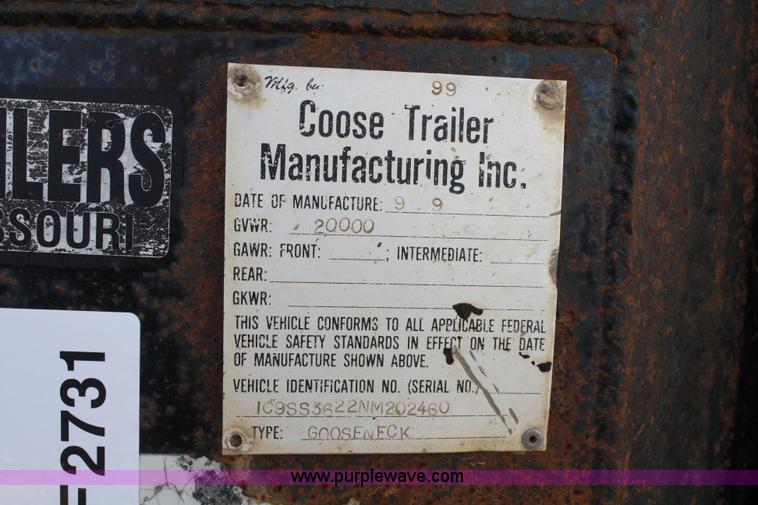 Mfg. by: 99
Coose Trailer
Manufacturing Inc.
DATE OF MANUFACTURE: 9 9
GVWR: 20000
GAWR: FRONT: ; INTERMEDIATE:
REAR:
GKWR:
THIS VEHICLE CONFORMS TO ALL APPLICABLE FEDERAL
VEHICLE SAFETY STANDARDS IN EFFECT ON THE DATE
OF MANUFACTURE SHOWN ABOVE.
VEHICLE IDENTIFICATION NO. (SERIAL NO.)
1C9SS3622NM202460
TYPE: GOOSENECK
ILERS
SSOURI
F2731
www.purplewave.com